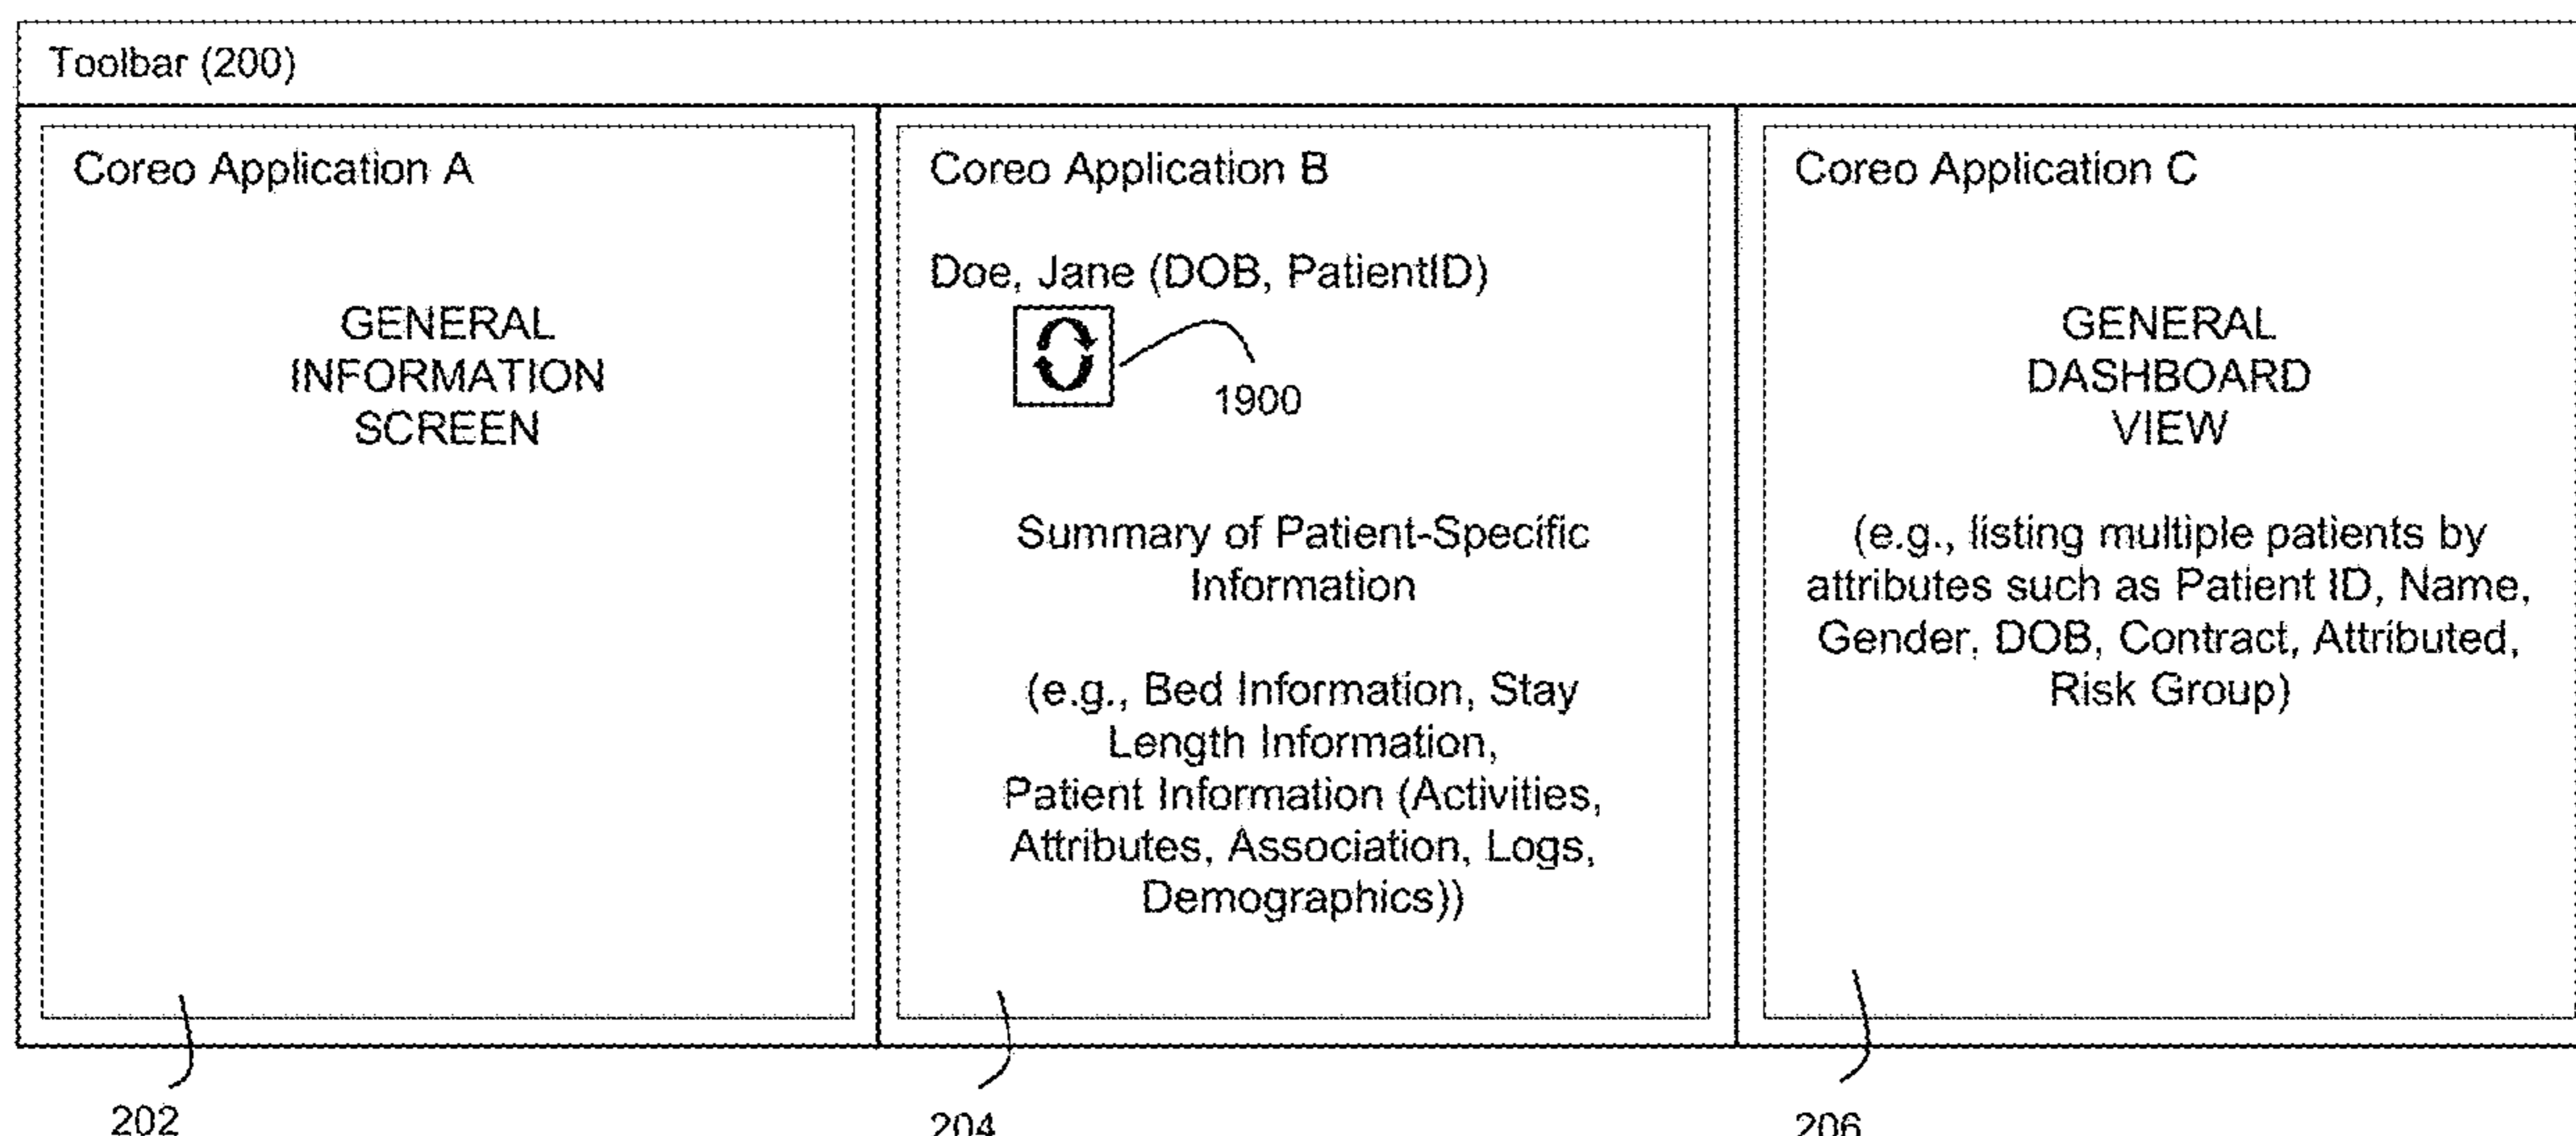 Toolbar (200)
Coreo Application A
GENERAL
INFORMATION
SCREEN
Coreo Application B
Doe, Jane (DOB, PatientID)
1900
Summary of Patient-Specific
Information
(e.g., Bed Information, Stay
Length Information,
Patient Information (Activities,
Attributes, Association, Logs,
Demographics))
Coreo Application C
GENERAL
DASHBOARD
VIEW
(e.g., listing multiple patients by
attributes such as Patient ID, Name,
Gender, DOB, Contract, Attributed,
Risk Group)
202
204
206